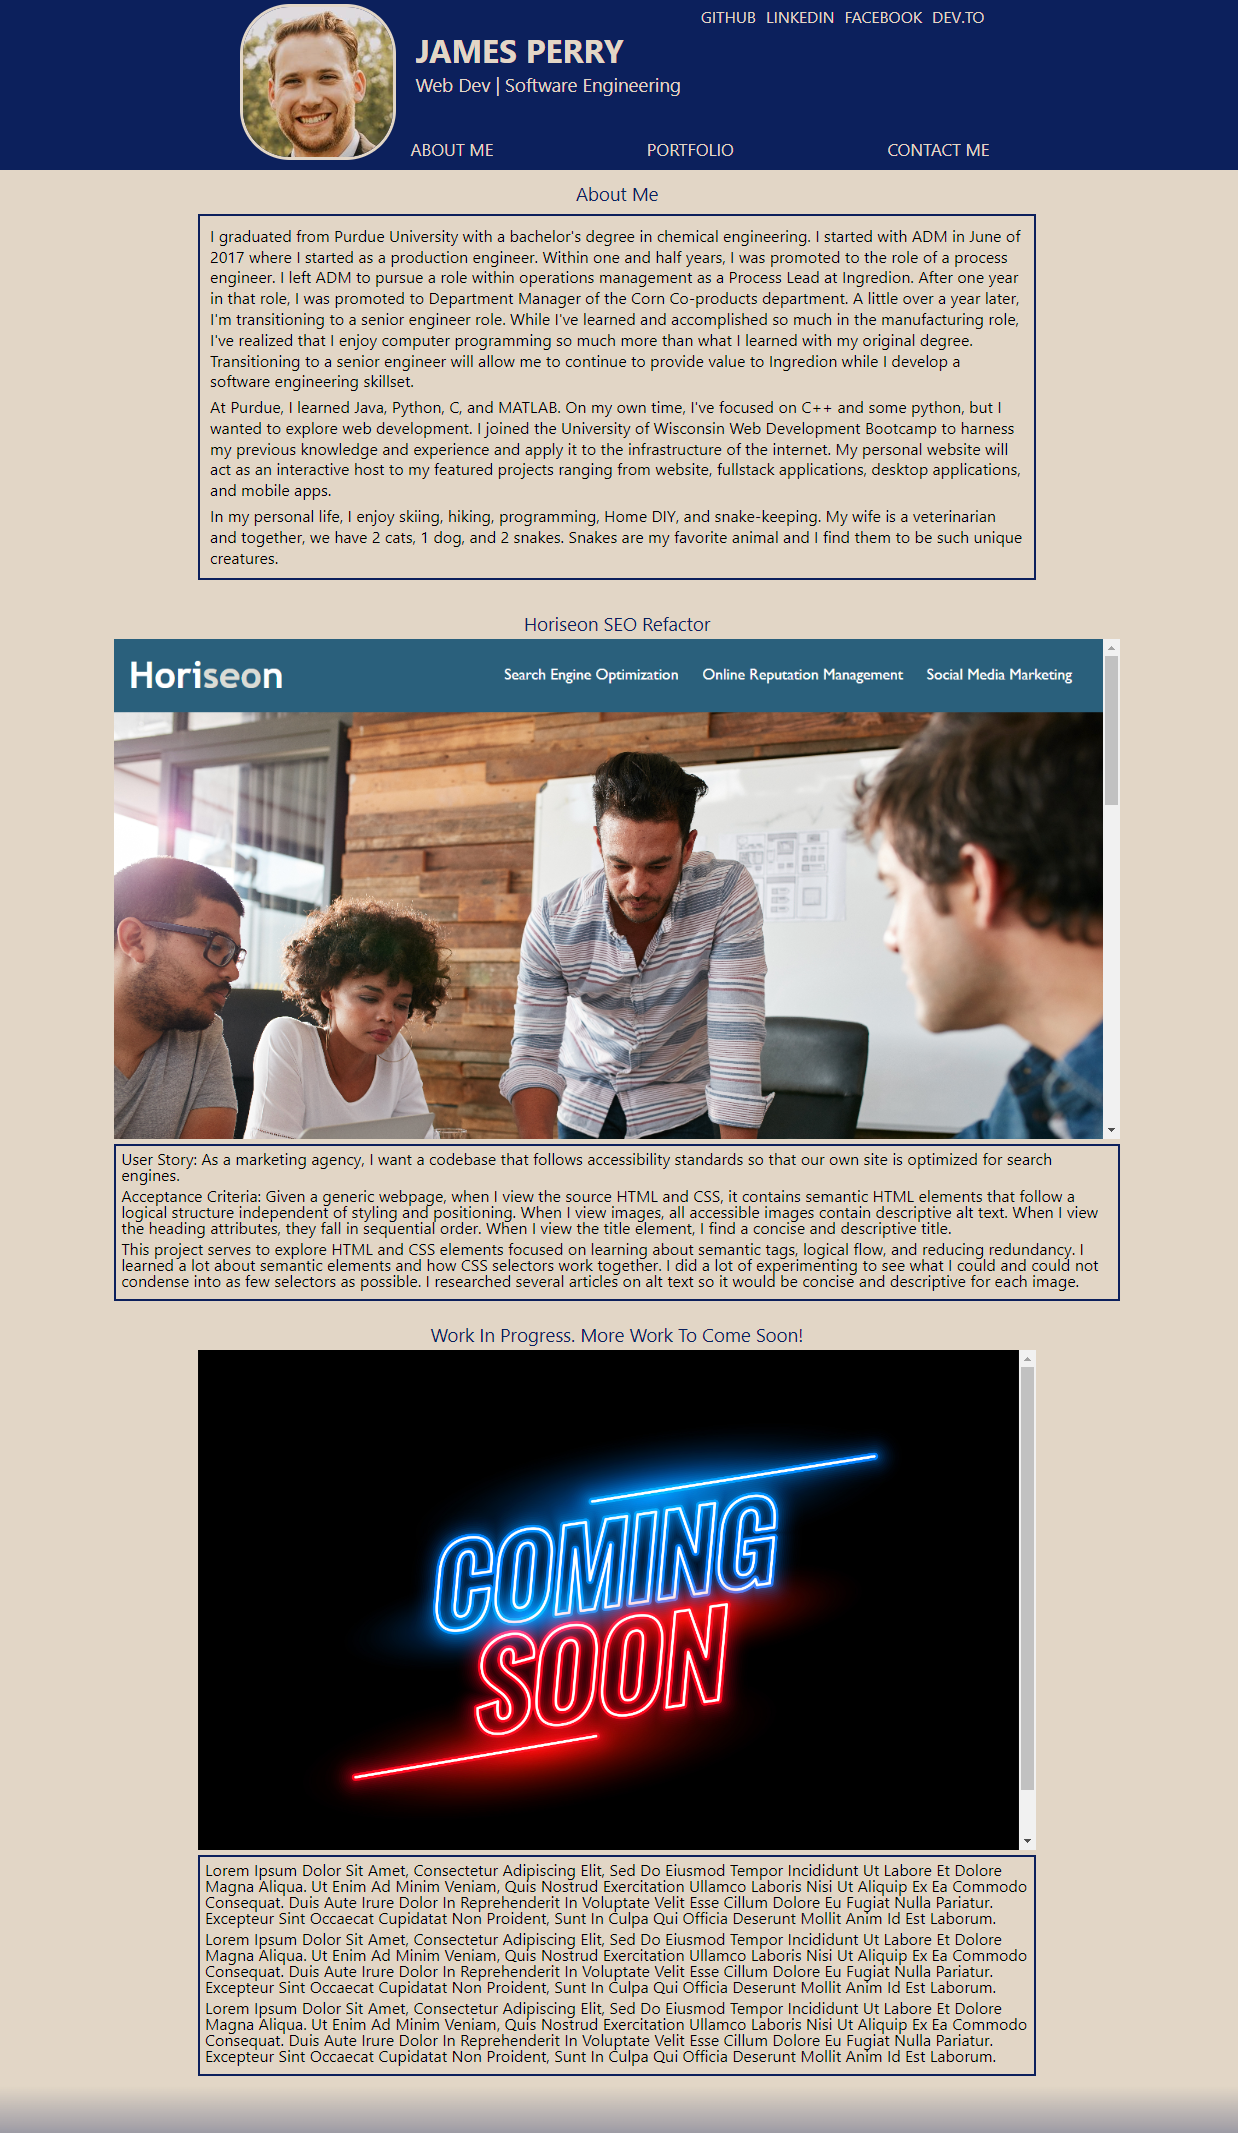 GITHUB LINKEDIN FACEBOOK DEV.TO
JAMES PERRY
Web Dev | Software Engineering
ABOUT ME PORTFOLIO CONTACT ME
About Me
I graduated from Purdue University with a bachelor's degree in chemical engineering. I started with ADM in June of
2017 where I started as a production engineer. Within one and half years, I was promoted to the role of a process
engineer. I left ADM to pursue a role within operations management as a Process Lead at Ingredion. After one year
in that role, I was promoted to Department Manager of the Corn Co-products department. A little over a year later,
I'm transitioning to a senior engineer role. While I've learned and accomplished so much in the manufacturing role,
I've realized that I enjoy computer programming so much more than what I learned with my original degree.
Transitioning to a senior engineer will allow me to continue to provide value to Ingredion while I develop a
software engineering skillset.
At Purdue, I learned Java, Python, C, and MATLAB. On my own time, I've focused on C++ and some python, but I
wanted to explore web development. I joined the University of Wisconsin Web Development Bootcamp to harness
my previous knowledge and experience and apply it to the infrastructure of the internet. My personal website will
act as an interactive host to my featured projects ranging from website, fullstack applications, desktop applications,
and mobile apps.
In my personal life, I enjoy skiing, hiking, programming, Home DIY, and snake-keeping. My wife is a veterinarian
and together, we have 2 cats, 1 dog, and 2 snakes. Snakes are my favorite animal and I find them to be such unique
creatures.
Horiseon SEO Refactor
Horiseon Search Engine Optimization Online Reputation Management Social Media Marketing
User Story: As a marketing agency, I want a codebase that follows accessibility standards so that our own site is optimized for search
engines.
Acceptance Criteria: Given a generic webpage, when I view the source HTML and CSS, it contains semantic HTML elements that follow a
logical structure independent of styling and positioning. When I view images, all accessible images contain descriptive alt text. When I view
the heading attributes, they fall in sequential order. When I view the title element, I find a concise and descriptive title.
This project serves to explore HTML and CSS elements focused on learning about semantic tags, logical flow, and reducing redundancy. I
learned a lot about semantic elements and how CSS selectors work together. I did a lot of experimenting to see what I could and could not
condense into as few selectors as possible. I researched several articles on alt text so it would be concise and descriptive for each image.
Work In Progress. More Work To Come Soon!
COMING
SOON
Lorem Ipsum Dolor Sit Amet, Consectetur Adipiscing Elit, Sed Do Eiusmod Tempor Incididunt Ut Labore Et Dolore
Magna Aliqua. Ut Enim Ad Minim Veniam, Quis Nostrud Exercitation Ullamco Laboris Nisi Ut Aliquip Ex Ea Commodo
Consequat. Duis Aute Irure Dolor In Reprehenderit In Voluptate Velit Esse Cillum Dolore Eu Fugiat Nulla Pariatur.
Excepteur Sint Occaecat Cupidatat Non Proident, Sunt In Culpa Qui Officia Deserunt Mollit Anim Id Est Laborum.
Lorem Ipsum Dolor Sit Amet, Consectetur Adipiscing Elit, Sed Do Eiusmod Tempor Incididunt Ut Labore Et Dolore
Magna Aliqua. Ut Enim Ad Minim Veniam, Quis Nostrud Exercitation Ullamco Laboris Nisi Ut Aliquip Ex Ea Commodo
Consequat. Duis Aute Irure Dolor In Reprehenderit In Voluptate Velit Esse Cillum Dolore Eu Fugiat Nulla Pariatur.
Excepteur Sint Occaecat Cupidatat Non Proident, Sunt In Culpa Qui Officia Deserunt Mollit Anim Id Est Laborum.
Lorem Ipsum Dolor Sit Amet, Consectetur Adipiscing Elit, Sed Do Eiusmod Tempor Incididunt Ut Labore Et Dolore
Magna Aliqua. Ut Enim Ad Minim Veniam, Quis Nostrud Exercitation Ullamco Laboris Nisi Ut Aliquip Ex Ea Commodo
Consequat. Duis Aute Irure Dolor In Reprehenderit In Voluptate Velit Esse Cillum Dolore Eu Fugiat Nulla Pariatur.
Excepteur Sint Occaecat Cupidatat Non Proident, Sunt In Culpa Qui Officia Deserunt Mollit Anim Id Est Laborum.